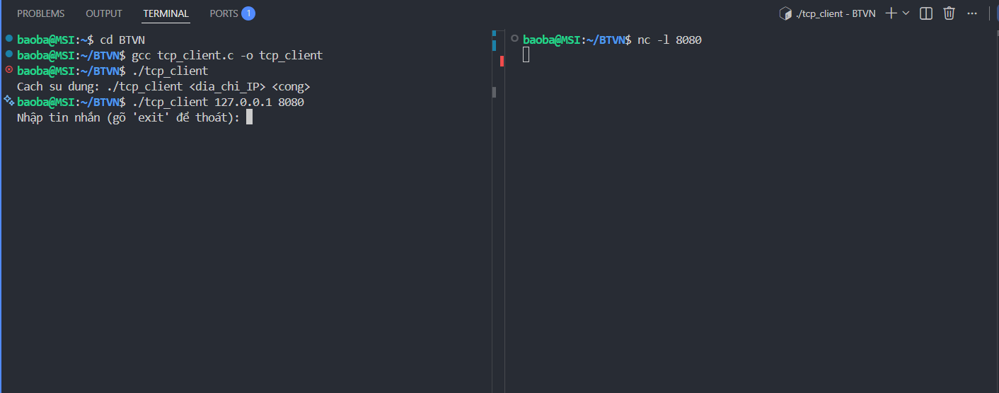 PROBLEMS OUTPUT TERMINAL PORTS 1 ./tcp_client - BTVN
baoba@MSI:~$ cd BTVN
baoba@MSI:~/BTVN$ gcc tcp_client.c -o tcp_client
baoba@MSI:~/BTVN$ ./tcp_client
Cach su dung: ./tcp_client <dia_chi_IP> <cong>
baoba@MSI:~/BTVN$ ./tcp_client 127.0.0.1 8080
Nhập tin nhắn (gõ 'exit' để thoát):
baoba@MSI:~/BTVN$ nc -l 8080